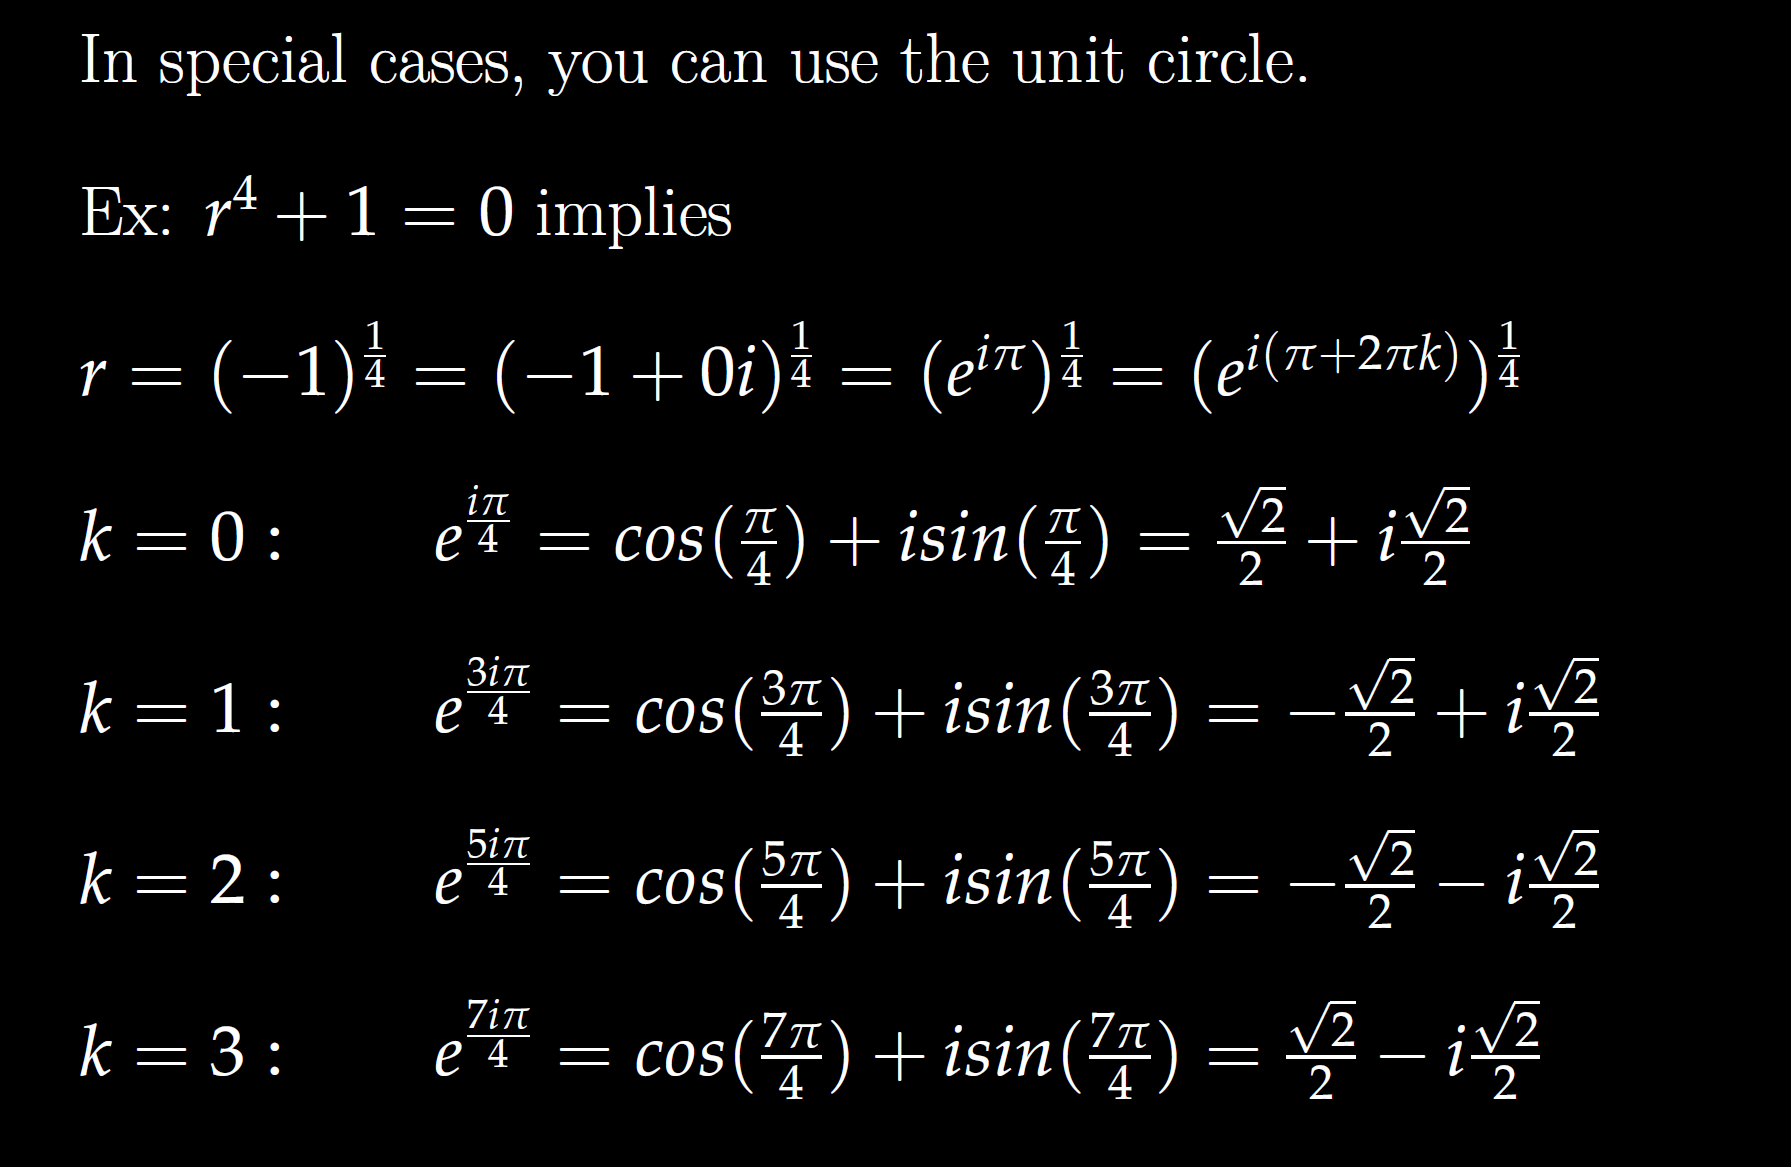 In special cases, you can use the unit circle.
Ex: r⁴ + 1 = 0 implies
r = (−1)^{1/4} = (−1 + 0i)^{1/4} = (e^{iπ})^{1/4} = (e^{i(π+2πk)})^{1/4}
k = 0 : e^{iπ/4} = cos(π/4) + isin(π/4) = √2/2 + i√2/2
k = 1 : e^{3iπ/4} = cos(3π/4) + isin(3π/4) = −√2/2 + i√2/2
k = 2 : e^{5iπ/4} = cos(5π/4) + isin(5π/4) = −√2/2 − i√2/2
k = 3 : e^{7iπ/4} = cos(7π/4) + isin(7π/4) = √2/2 − i√2/2